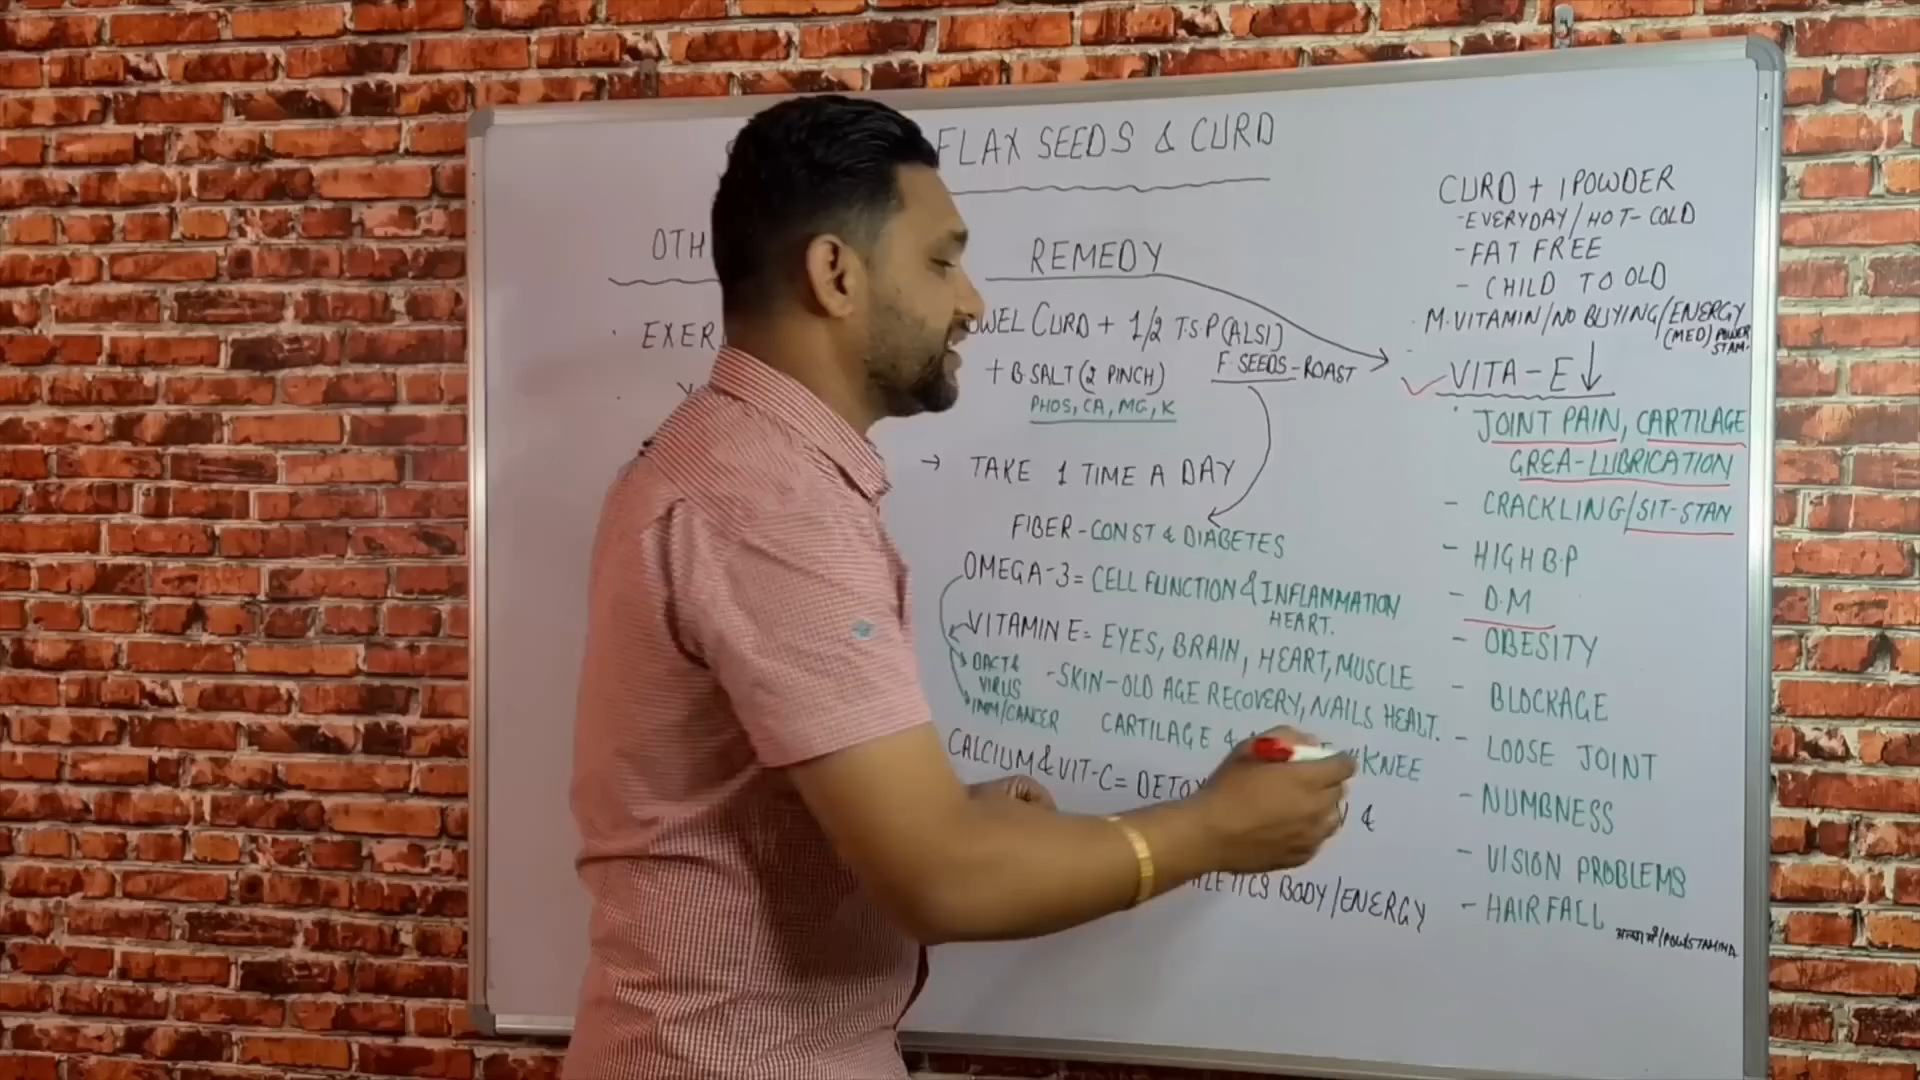 FLAX SEEDS & CURD
OTH
EXER
REMEDY
OWEL CURD + 1/2 T.S.P (ALSI)
+ B.SALT (2 PINCH) F SEEDS - ROAST
PHOS, CA, MG, K
→ TAKE 1 TIME A DAY
FIBER - CONST & DIABETES
OMEGA-3 = CELL FUNCTION & INFLAMMATION
HEART.
VITAMIN E = EYES, BRAIN, HEART, MUSCLE
- SKIN - OLD AGE RECOVERY, NAILS HEALT.
CARTILAGE & KNEE
BACT &
VIRUS
IMM/CANCER
CALCIUM & VIT-C = DETOX
&
LETICS BODY/ENERGY
CURD + 1 POWDER
- EVERYDAY/HOT-COLD
- FAT FREE
- CHILD TO OLD
M.VITAMIN/NO BUYING/ENERGY
(MED) POWER
STAM.
VITA-E ↓
JOINT PAIN, CARTILAGE
GREA-LUBRICATION
- CRACKLING/SIT-STAN
- HIGH B.P
- D.M
- OBESITY
- BLOCKAGE
- LOOSE JOINT
- NUMBNESS
- VISION PROBLEMS
- HAIRFALL